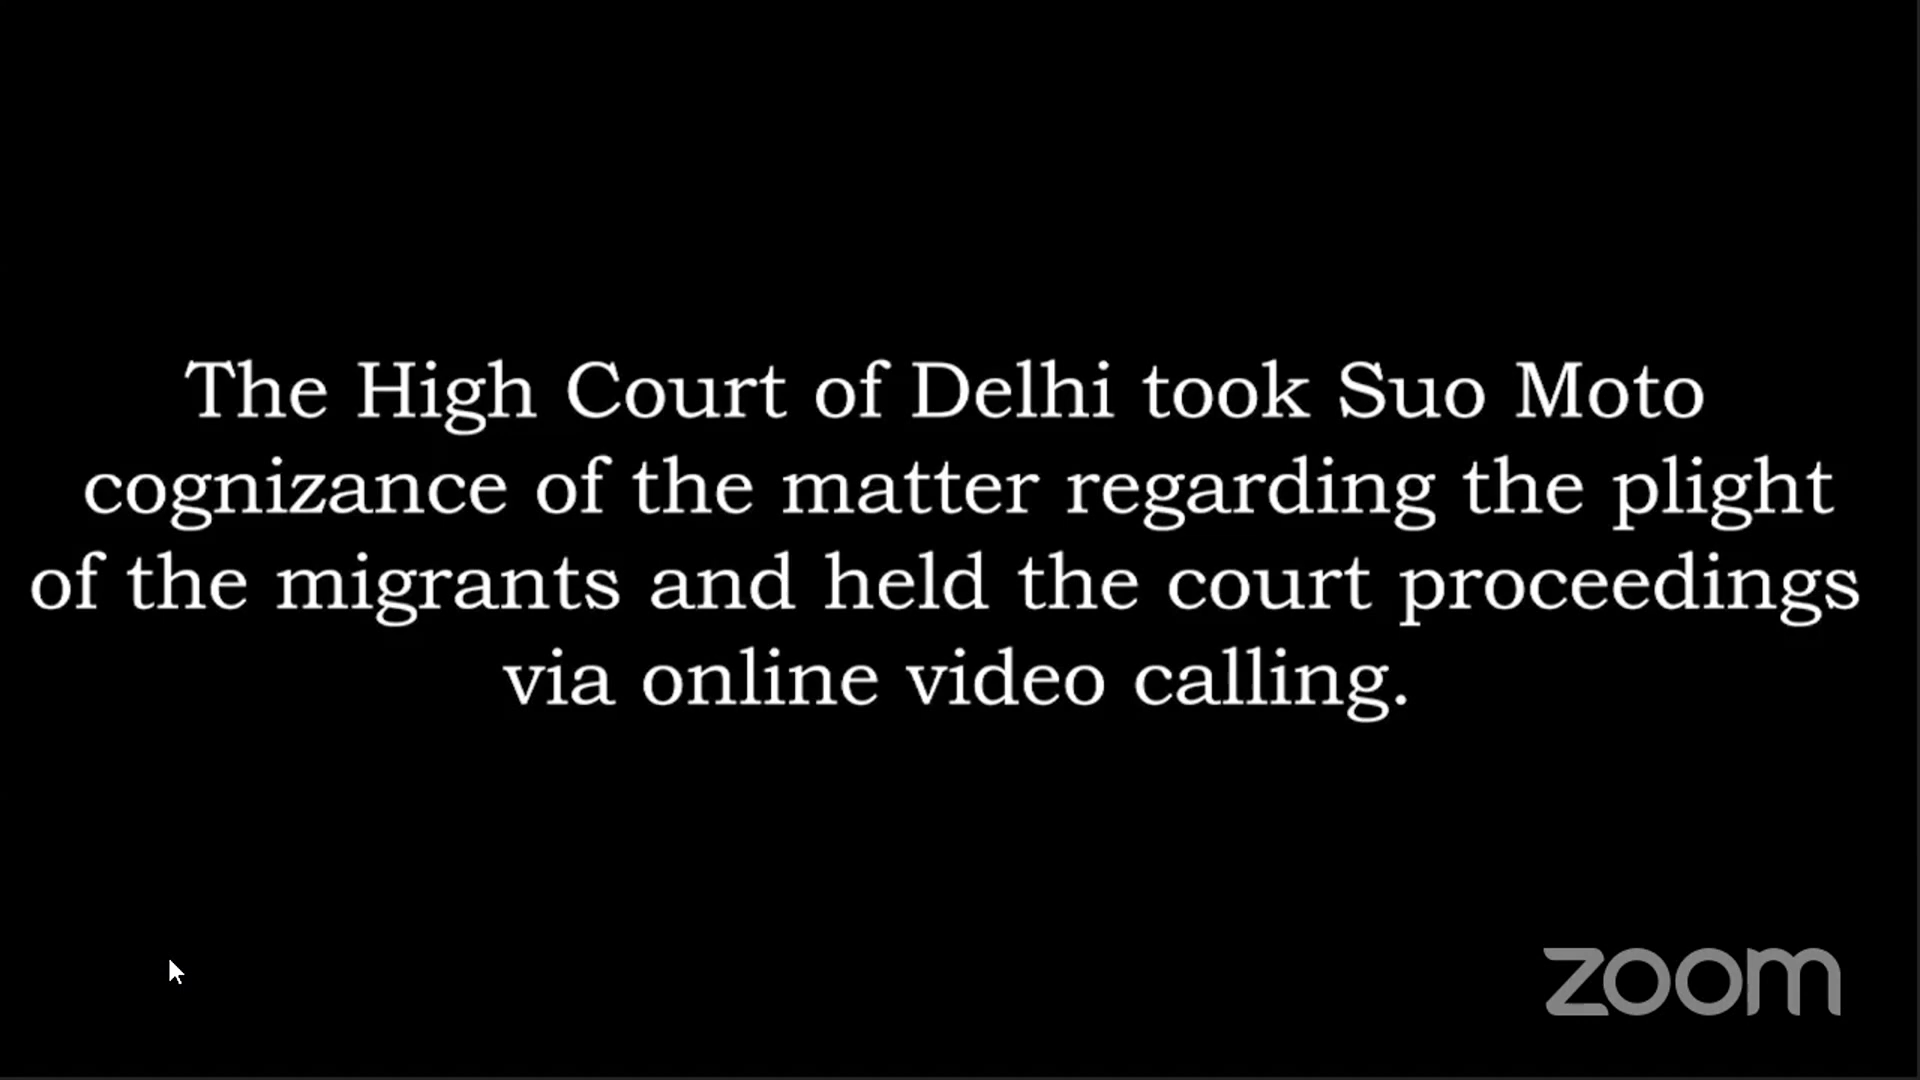 The High Court of Delhi took Suo Moto
cognizance of the matter regarding the plight
of the migrants and held the court proceedings
via online video calling.
zoom